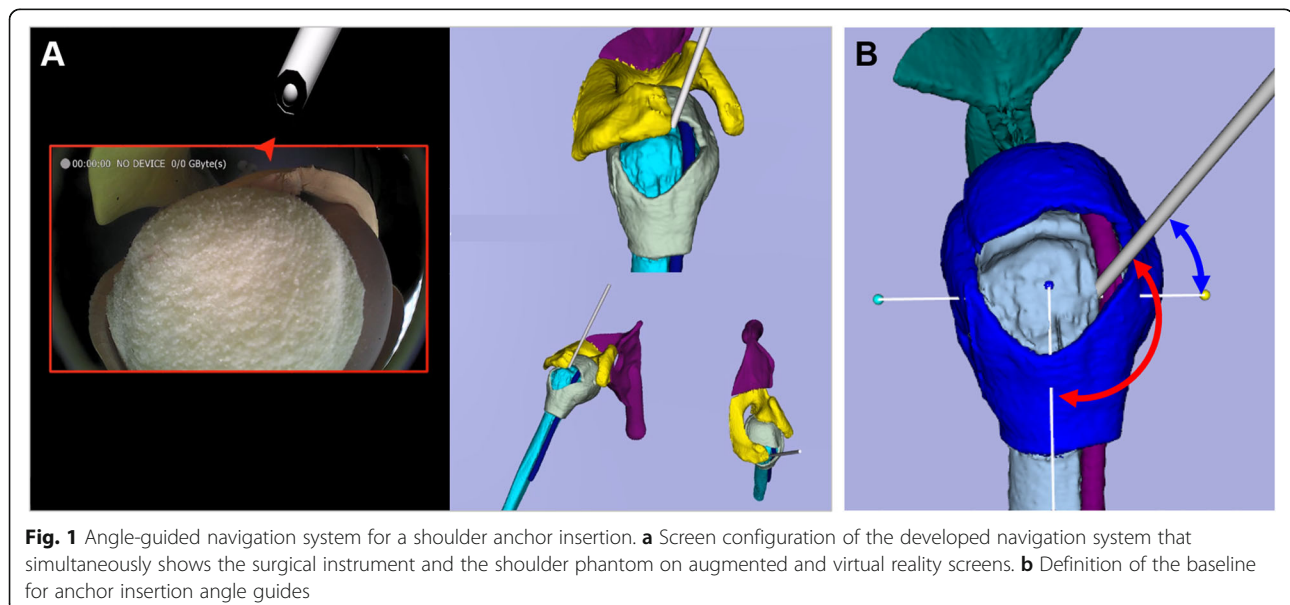 A
B
00:00:00 NO DEVICE 0/0 GByte(s)
Fig. 1 Angle-guided navigation system for a shoulder anchor insertion. a Screen configuration of the developed navigation system that
simultaneously shows the surgical instrument and the shoulder phantom on augmented and virtual reality screens. b Definition of the baseline
for anchor insertion angle guides